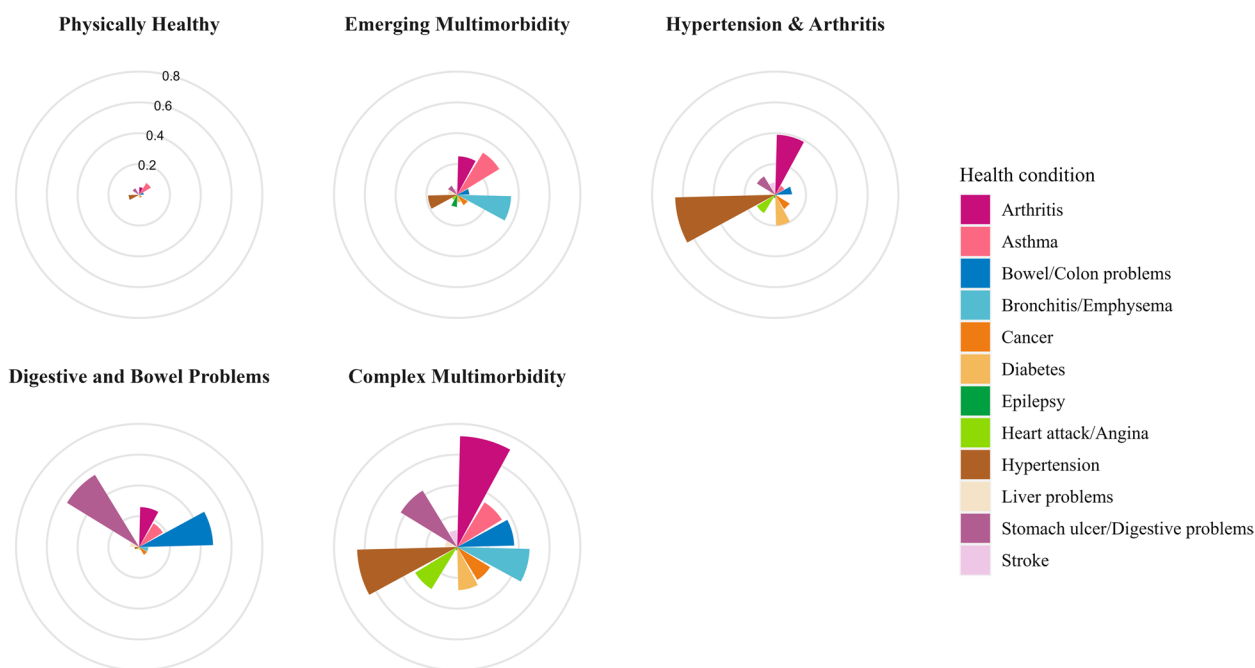 Physically Healthy
Emerging Multimorbidity
Hypertension & Arthritis
0.8
0.6
0.4
0.2
Digestive and Bowel Problems
Complex Multimorbidity
Health condition
Arthritis
Asthma
Bowel/Colon problems
Bronchitis/Emphysema
Cancer
Diabetes
Epilepsy
Heart attack/Angina
Hypertension
Liver problems
Stomach ulcer/Digestive problems
Stroke